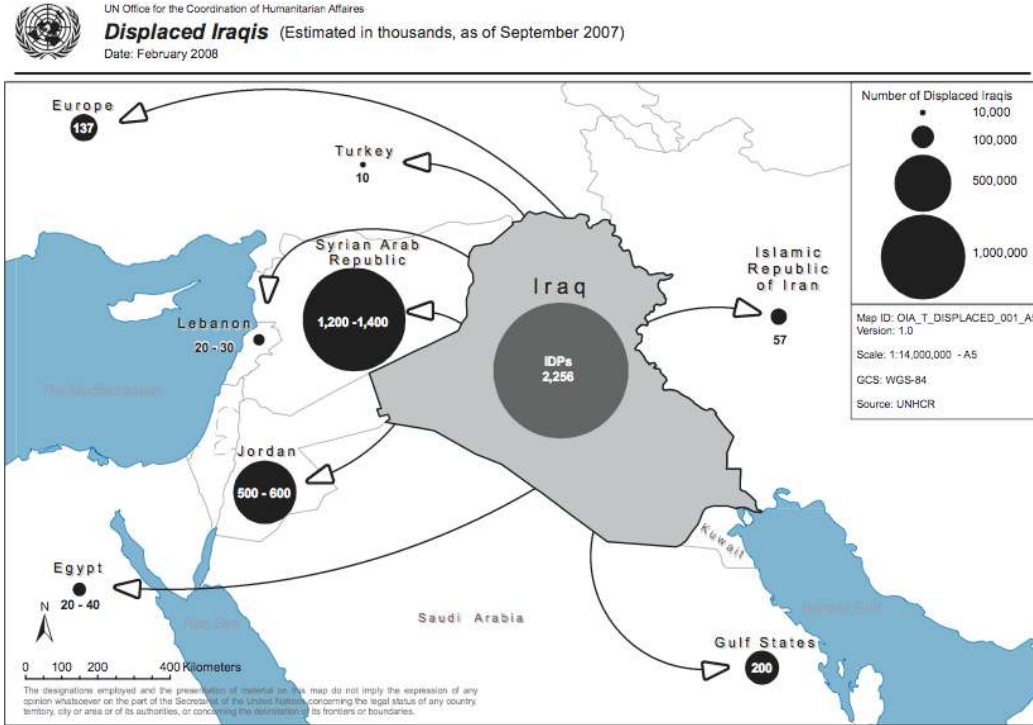 UN Office for the Coordination of Humanitarian Affaires
Displaced Iraqis (Estimated in thousands, as of September 2007)
Date: February 2008
Europe
137
Turkey
10
Syrian Arab
Republic
1,200 -1,400
Lebanon
20 - 30
The Mediterranean
Iraq
IDPs
2,256
Islamic
Republic
of Iran
57
Jordan
500 - 600
Egypt
20 - 40
Kuwait
Saudi Arabia
Red Sea
Gulf States
200
Gulf
N
0 100 200 400 Kilometers
The designations employed and the presentation of material on this map do not imply the expression of any
opinion whatsoever on the part of the Secretariat of the United Nations concerning the legal status of any country,
territory, city or area or of its authorities, or concerning the delimitation of its frontiers or boundaries.
Number of Displaced Iraqis
10,000
100,000
500,000
1,000,000
Map ID: OIA_T_DISPLACED_001_A5
Version: 1.0
Scale: 1:14,000,000 - A5
GCS: WGS-84
Source: UNHCR